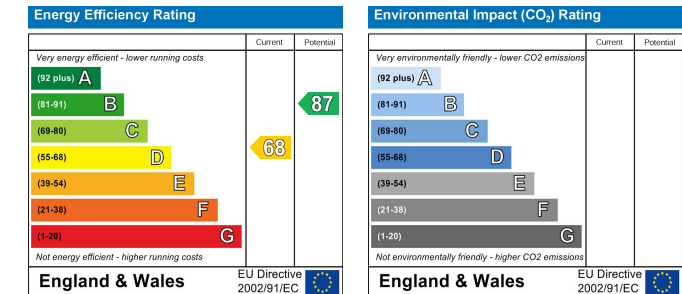 Energy Efficiency Rating
Current Potential
Very energy efficient - lower running costs
(92 plus) A
(81-91) B
87
(69-80) C
68
(55-68) D
(39-54) E
(21-38) F
(1-20) G
Not energy efficient - higher running costs
England & Wales
EU Directive
2002/91/EC
Environmental Impact (CO₂) Rating
Current Potential
Very environmentally friendly - lower CO2 emissions
(92 plus) A
(81-91) B
(69-80) C
(55-68) D
(39-54) E
(21-38) F
(1-20) G
Not environmentally friendly - higher CO2 emissions
England & Wales
EU Directive
2002/91/EC